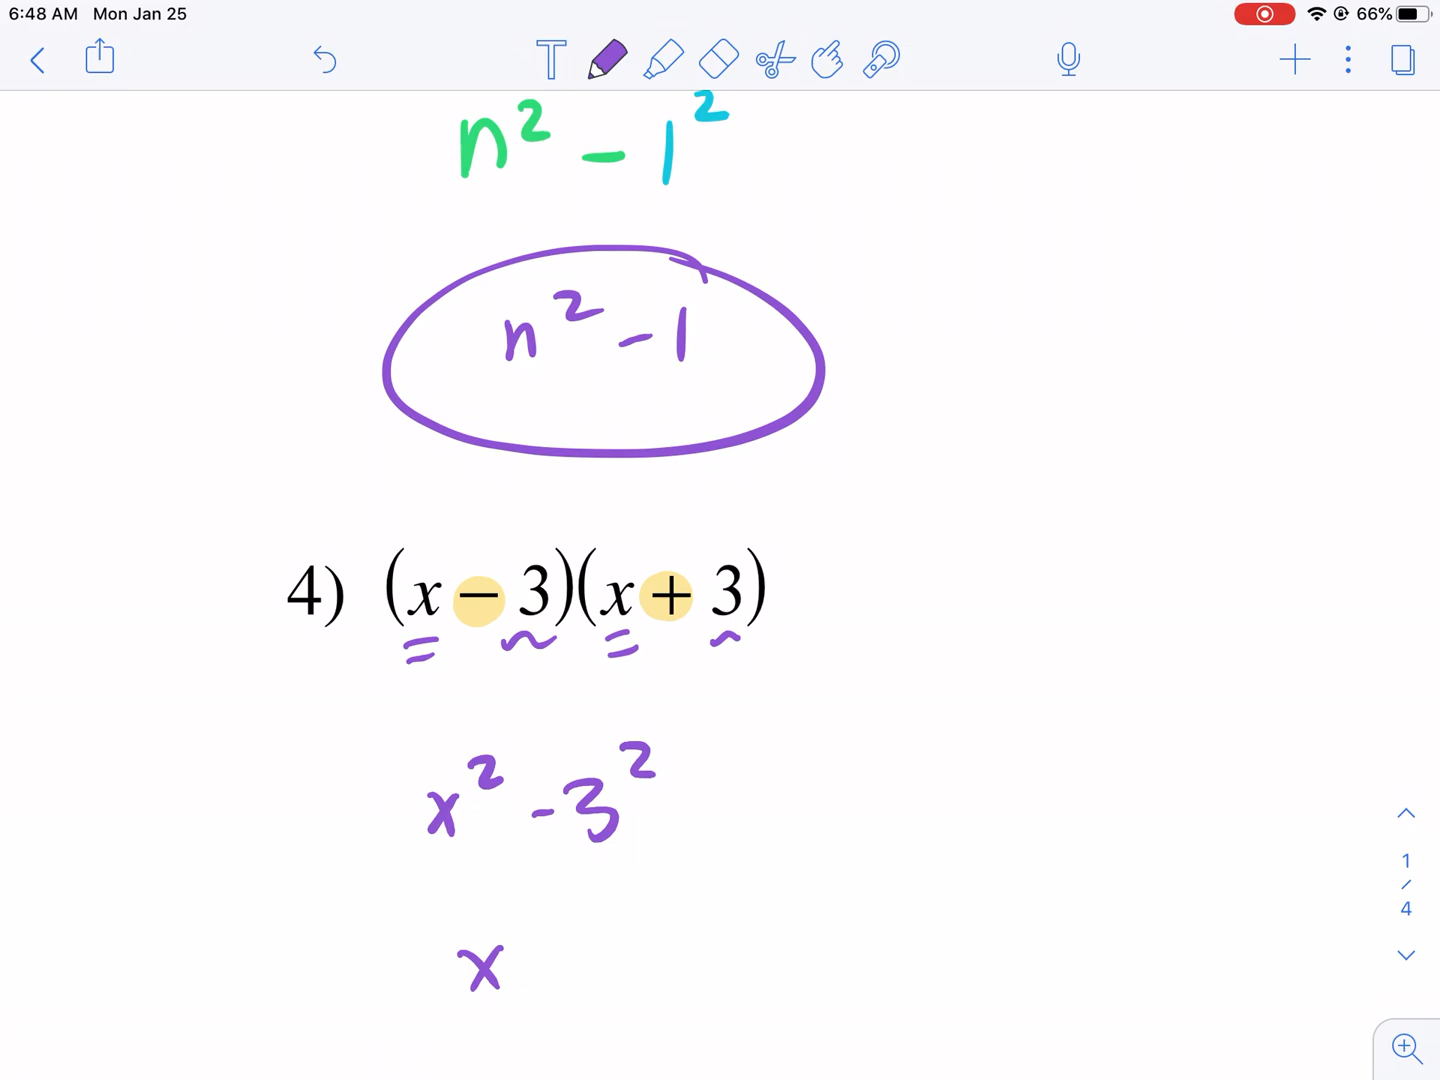 6:48 AM Mon Jan 25 66%
T
n² - 1²
n² - 1
4) (x − 3)(x + 3)
x² - 3²
x
1
/
4